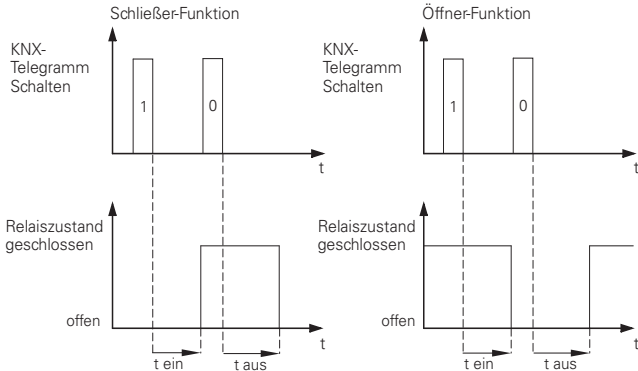 Schließer-Funktion
KNX-
Telegramm
Schalten
1
0
t
Relaiszustand
geschlossen
offen
t
t ein
t aus
Öffner-Funktion
KNX-
Telegramm
Schalten
1
0
t
Relaiszustand
geschlossen
offen
t
t ein
t aus